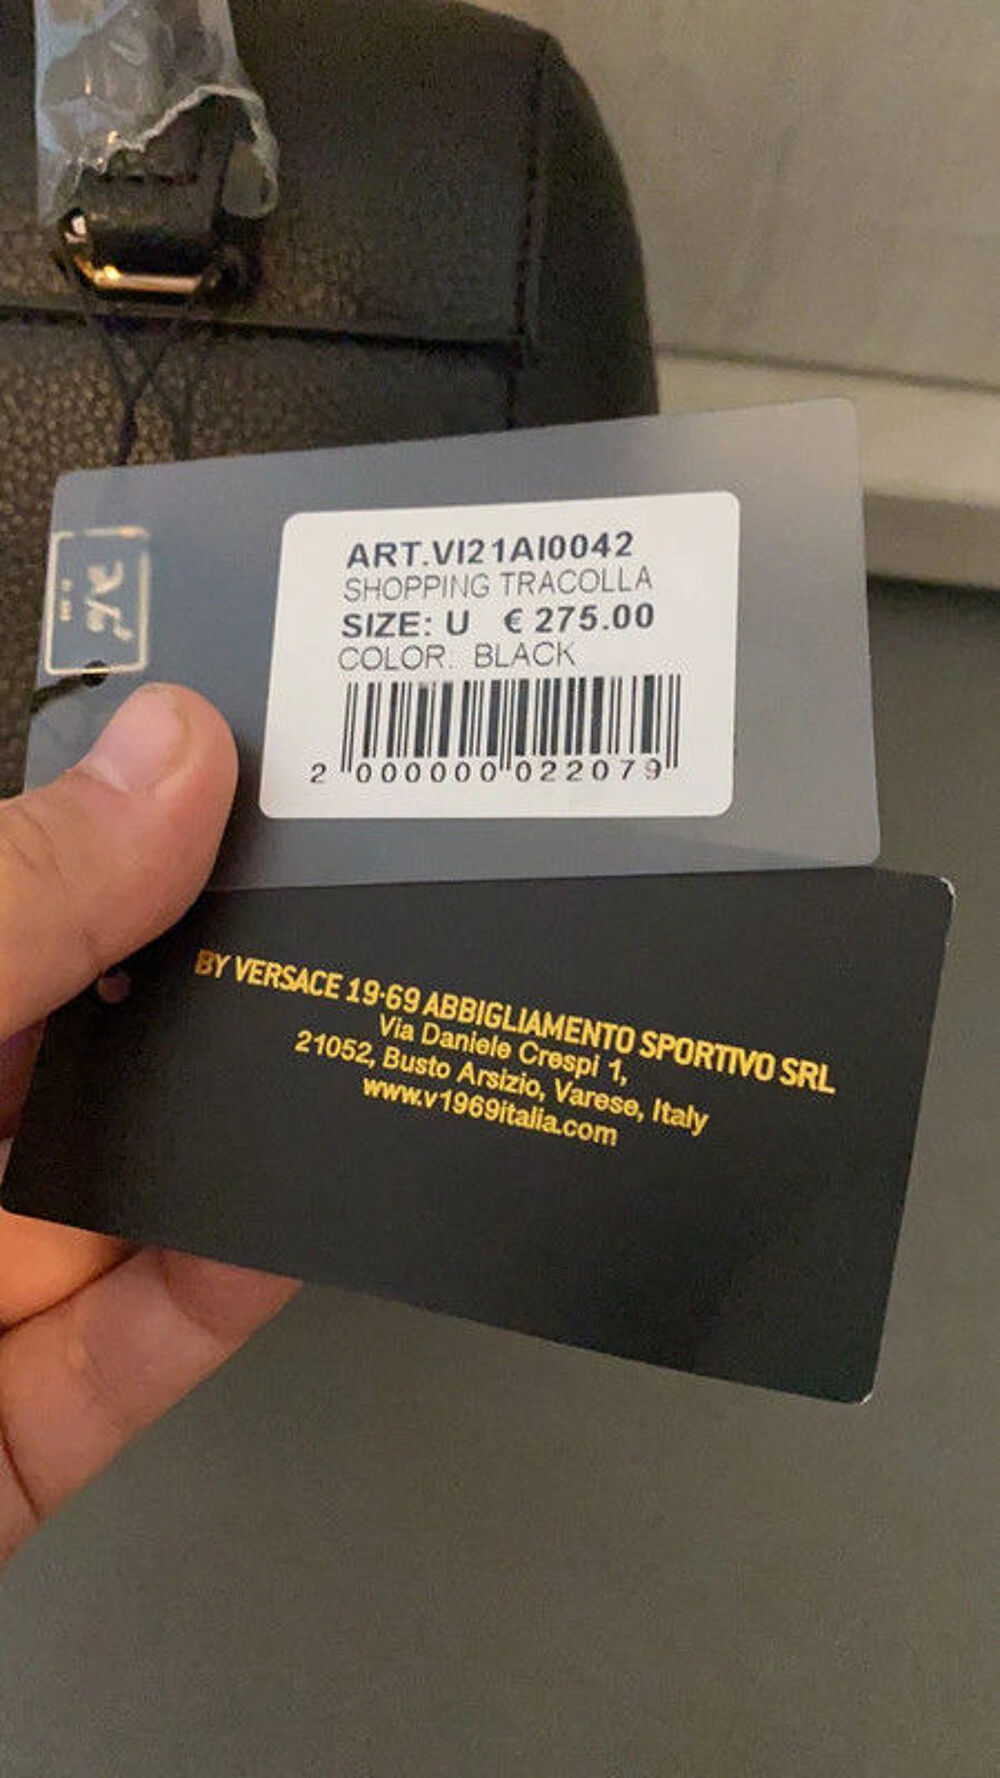 ART.VI21AI0042
SHOPPING TRACOLLA
SIZE: U € 275.00
COLOR: BLACK
2 000000 022079
BY VERSACE 19·69 ABBIGLIAMENTO SPORTIVO SRL
Via Daniele Crespi 1,
21052, Busto Arsizio, Varese, Italy
www.v1969italia.com